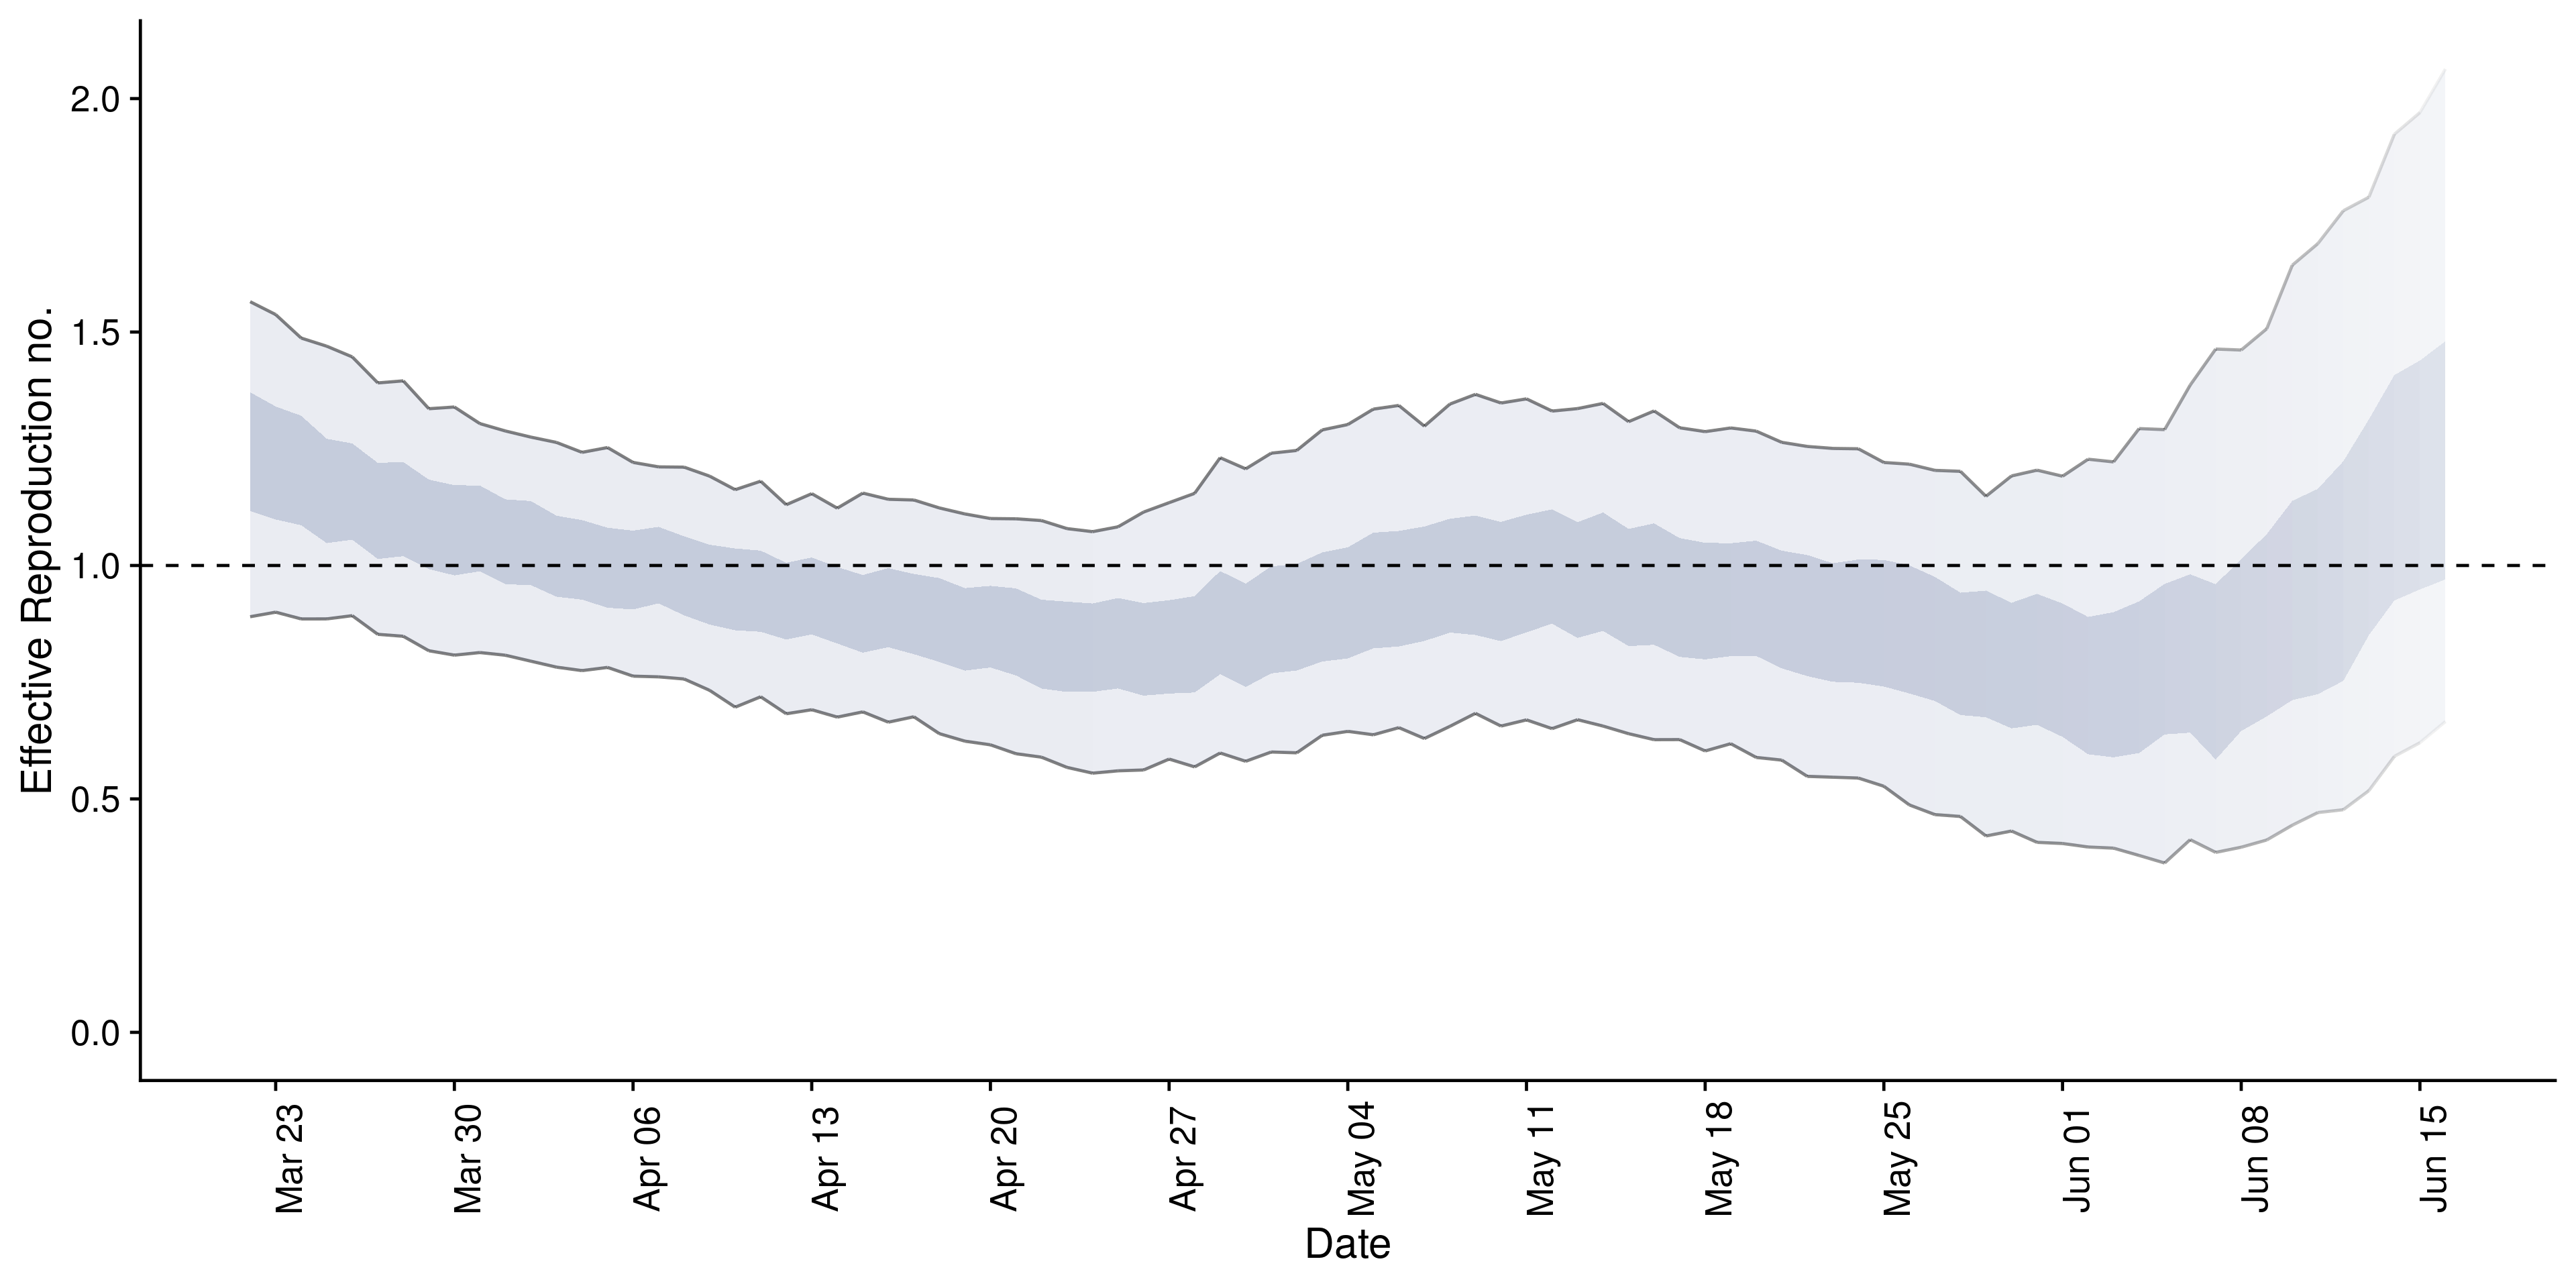 Effective Reproduction no.
2.0
1.5
1.0
0.5
0.0
Mar 23
Mar 30
Apr 06
Apr 13
Apr 20
Apr 27
May 04
May 11
May 18
May 25
Jun 01
Jun 08
Jun 15
Date